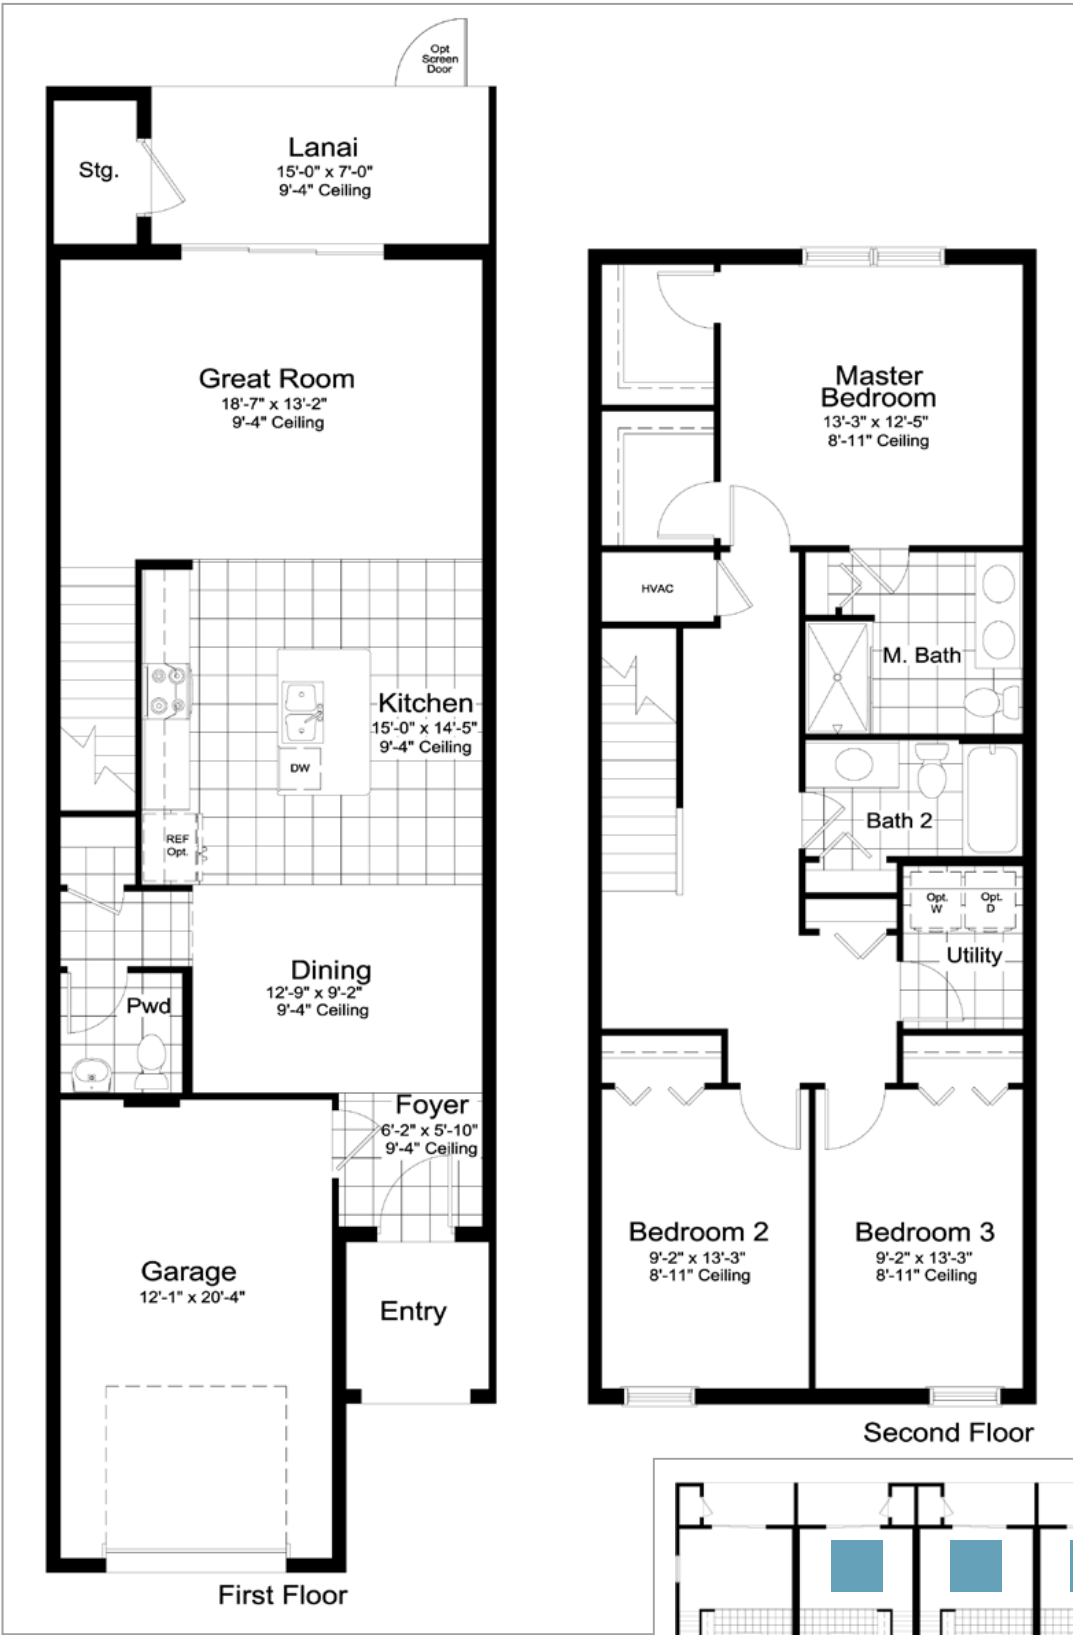 Opt
Screen
Door
Stg.
Lanai
15'-0" x 7'-0"
9'-4" Ceiling
Great Room
18'-7" x 13'-2"
9'-4" Ceiling
Kitchen
15'-0" x 14'-5"
9'-4" Ceiling
DW
REF
Opt.
Dining
12'-9" x 9'-2"
9'-4" Ceiling
Pwd
Foyer
6'-2" x 5'-10"
9'-4" Ceiling
Garage
12'-1" x 20'-4"
Entry
First Floor
Master
Bedroom
13'-3" x 12'-5"
8'-11" Ceiling
HVAC
M. Bath
Bath 2
Opt.
W
Opt.
D
Utility
Bedroom 2
9'-2" x 13'-3"
8'-11" Ceiling
Bedroom 3
9'-2" x 13'-3"
8'-11" Ceiling
Second Floor